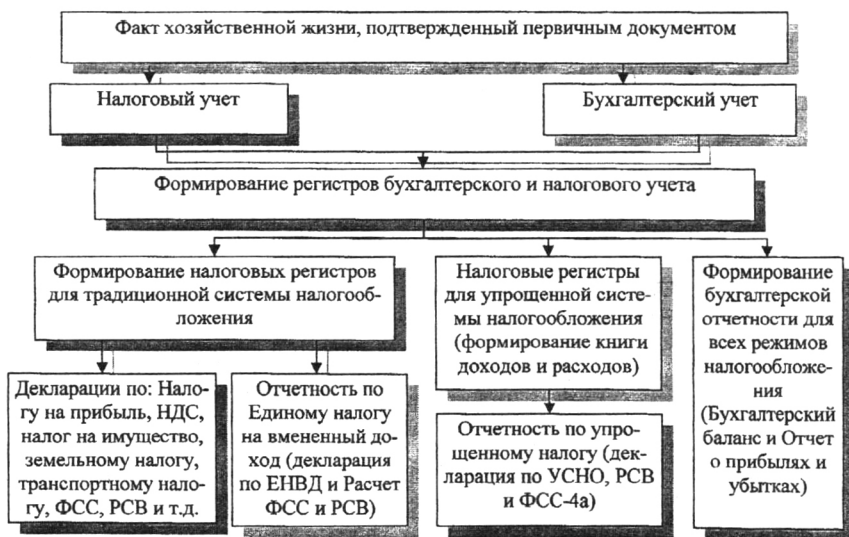 Факт хозяйственной жизни, подтвержденный первичным документом
Налоговый учет
Бухгалтерский учет
Формирование регистров бухгалтерского и налогового учета
Формирование налоговых регистров
для традиционной системы налогооб-
ложения
Налоговые регистры
для упрощенной систе-
мы налогообложения
(формирование книги
доходов и расходов)
Формирование
бухгалтерской
отчетности для
всех режимов
налогообложе-
ния
(Бухгалтерский
баланс и Отчет
о прибылях и
убытках)
Декларации по: Нало-
гу на прибыль, НДС,
налог на имущество,
земельному налогу,
транспортному нало-
гу, ФСС, РСВ и т.д.
Отчетность по
Единому налогу
на вмененный до-
ход (декларация
по ЕНВД и Расчет
ФСС и РСВ)
Отчетность по упро-
щенному налогу (де-
кларация по УСНО, РСВ
и ФСС-4а)